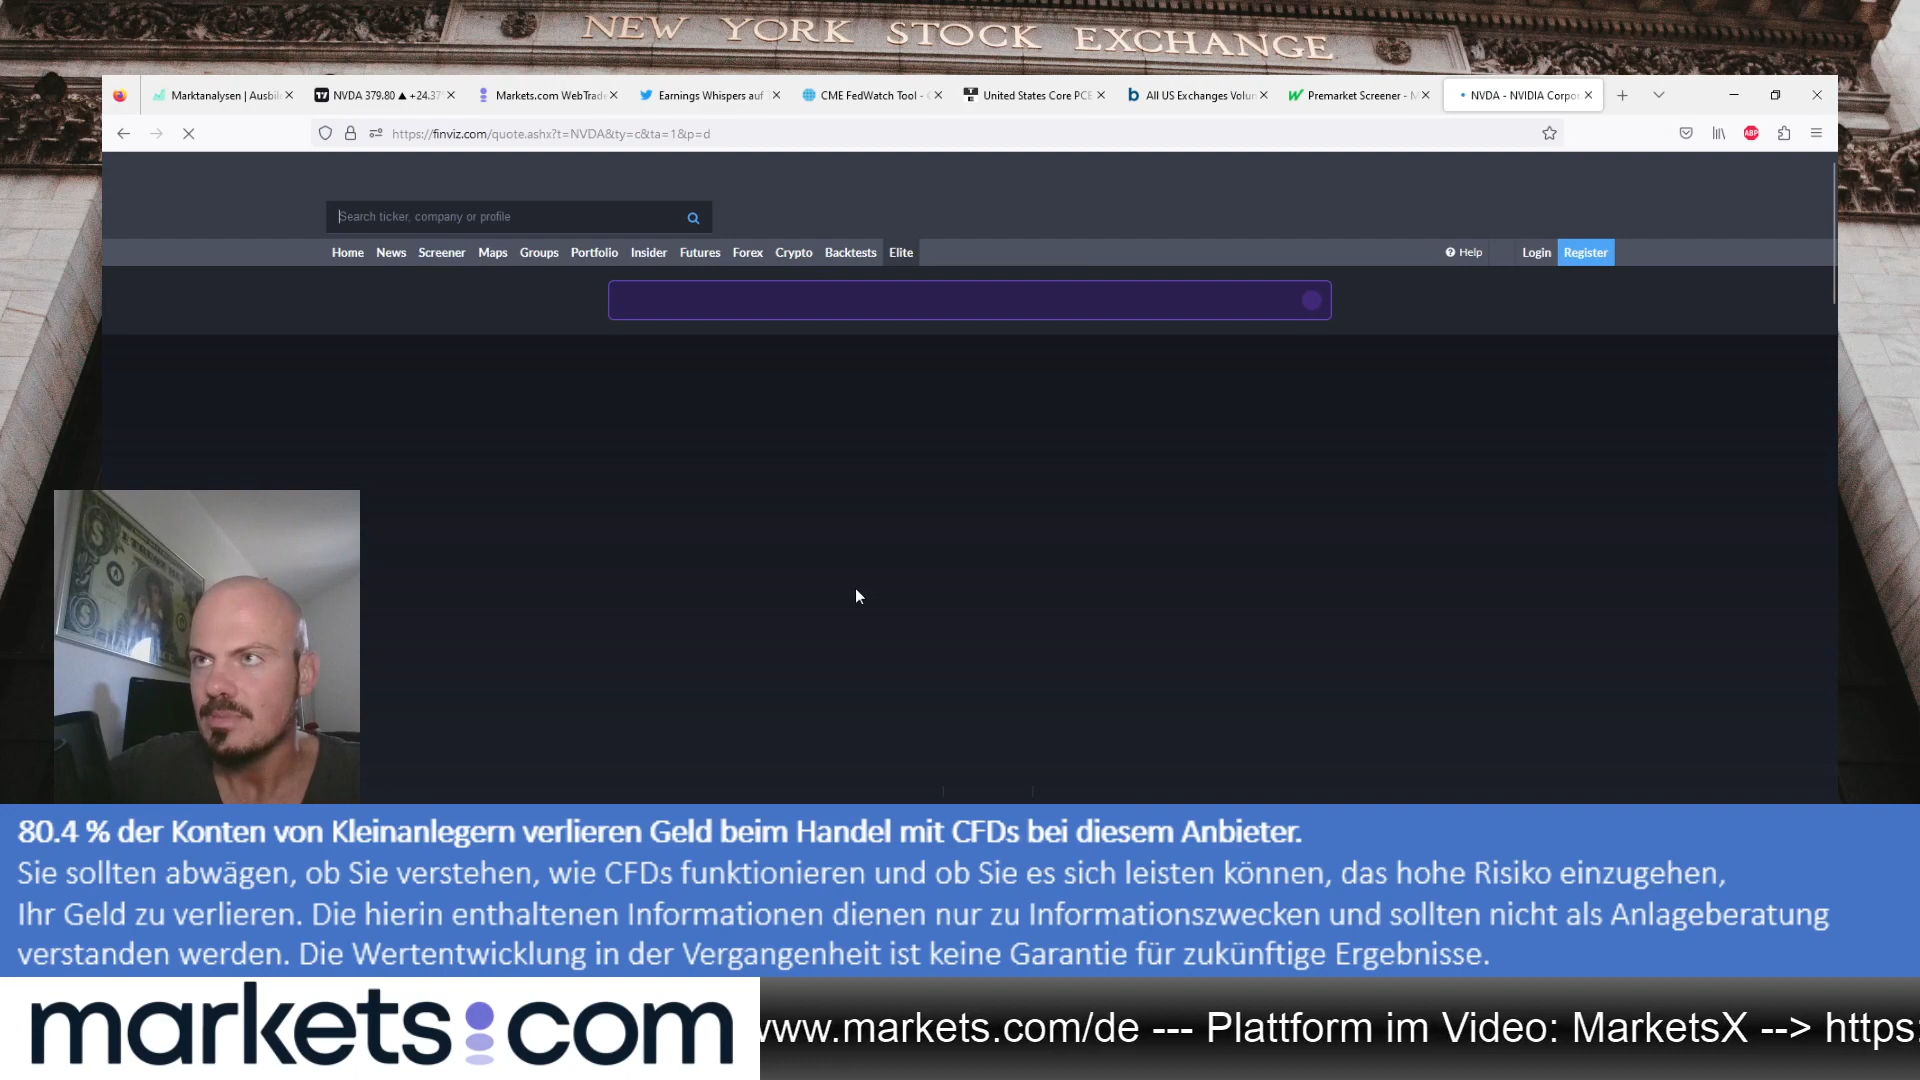 NEW YORK STOCK EXCHANGE
Marktanalysen | Ausbil
NVDA 379.80 ▲ +24.37
Markets.com WebTrade
Earnings Whispers auf
CME FedWatch Tool -
United States Core PCE
All US Exchanges Volun
Premarket Screener -
NVDA - NVIDIA Corpor
https://finviz.com/quote.ashx?t=NVDA&ty=c&ta=1&p=d
ABP
Search ticker, company or profile
Home News Screener Maps Groups Portfolio Insider Futures Forex Crypto Backtests Elite Help Login Register
80.4 % der Konten von Kleinanlegern verlieren Geld beim Handel mit CFDs bei diesem Anbieter.
Sie sollten abwägen, ob Sie verstehen, wie CFDs funktionieren und ob Sie es sich leisten können, das hohe Risiko einzugehen,
Ihr Geld zu verlieren. Die hierin enthaltenen Informationen dienen nur zu Informationszwecken und sollten nicht als Anlageberatung
verstanden werden. Die Wertentwicklung in der Vergangenheit ist keine Garantie für zukünftige Ergebnisse.
markets.com
www.markets.com/de --- Plattform im Video: MarketsX --> https: